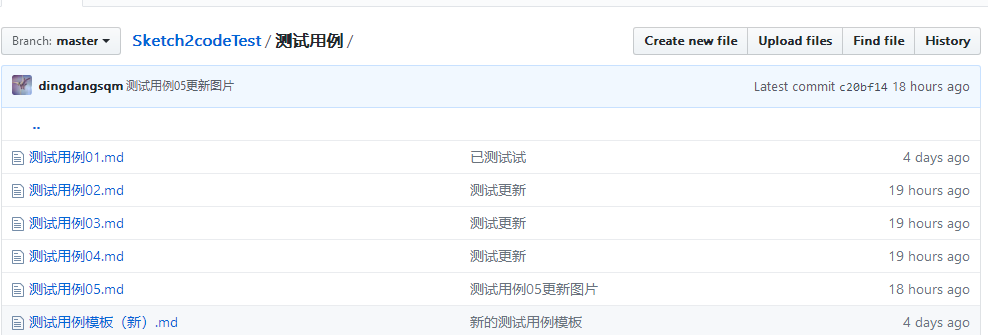 Branch: master Sketch2codeTest / 测试用例 / Create new file Upload files Find file History
dingdangsqm 测试用例05更新图片 Latest commit c20bf14 18 hours ago
..
测试用例01.md 已测试试 4 days ago
测试用例02.md 测试更新 19 hours ago
测试用例03.md 测试更新 19 hours ago
测试用例04.md 测试更新 19 hours ago
测试用例05.md 测试用例05更新图片 18 hours ago
测试用例模板（新）.md 新的测试用例模板 4 days ago